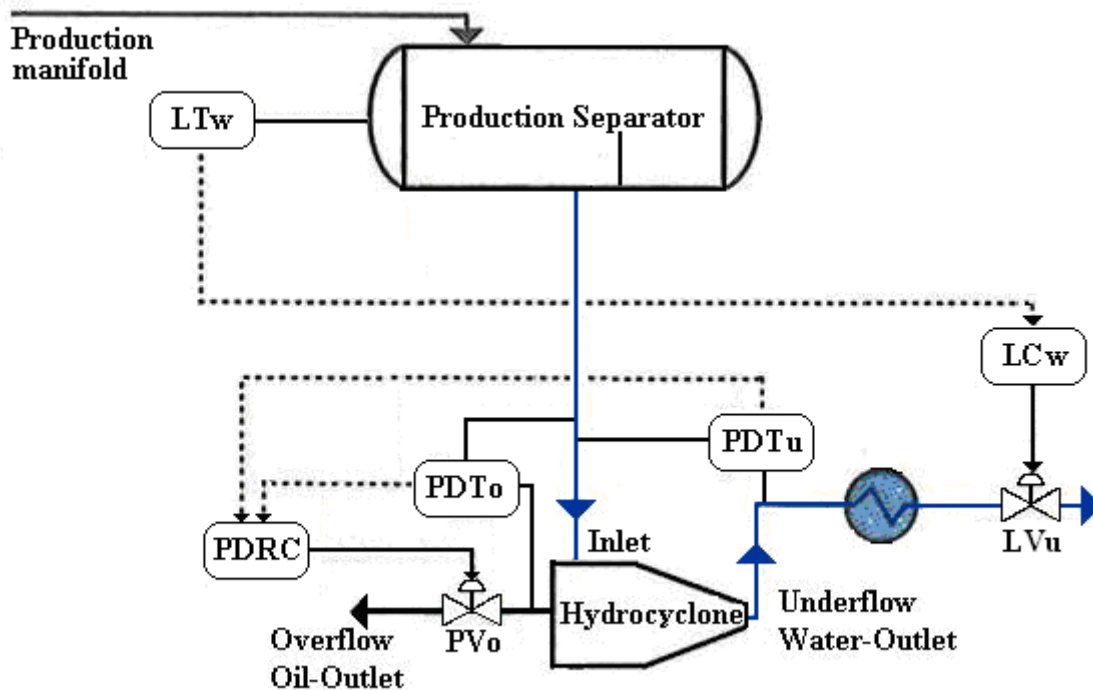 Production
manifold
LTw
Production Separator
LCw
PDTu
PDTo
LVu
PDRC
Inlet
Hydrocyclone
Underflow
Water-Outlet
PVo
Overflow
Oil-Outlet